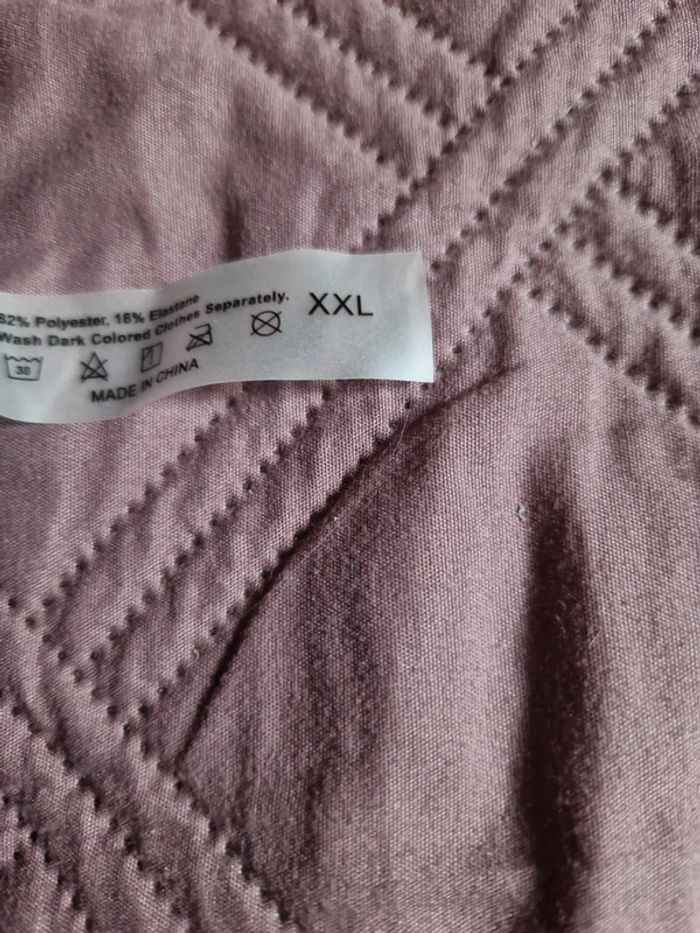 82% Polyester, 18% Elastane
Wash Dark Colored Clothes Separately.
XXL
30
MADE IN CHINA